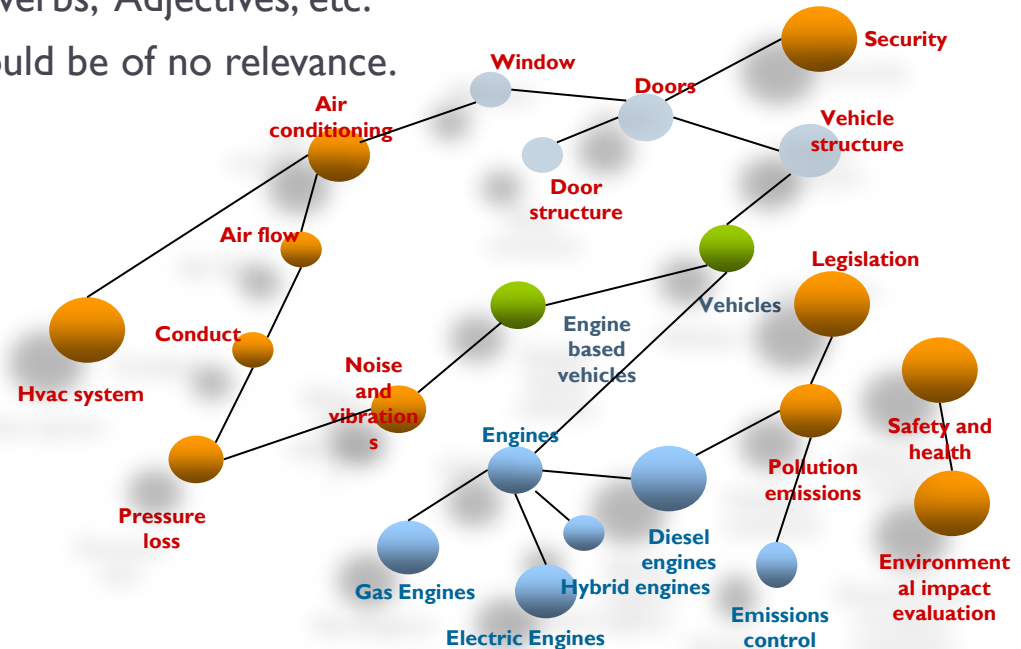 verbs, Adjectives, etc.
ould be of no relevance.
Security
Window
Doors
Air
conditioning
Vehicle
structure
Door
structure
Air flow
Legislation
Vehicles
Engine
based
vehicles
Conduct
Noise
and
vibration
s
Hvac system
Safety and
health
Engines
Pollution
emissions
Pressure
loss
Diesel
engines
Environment
al impact
evaluation
Gas Engines
Hybrid engines
Emissions
control
Electric Engines